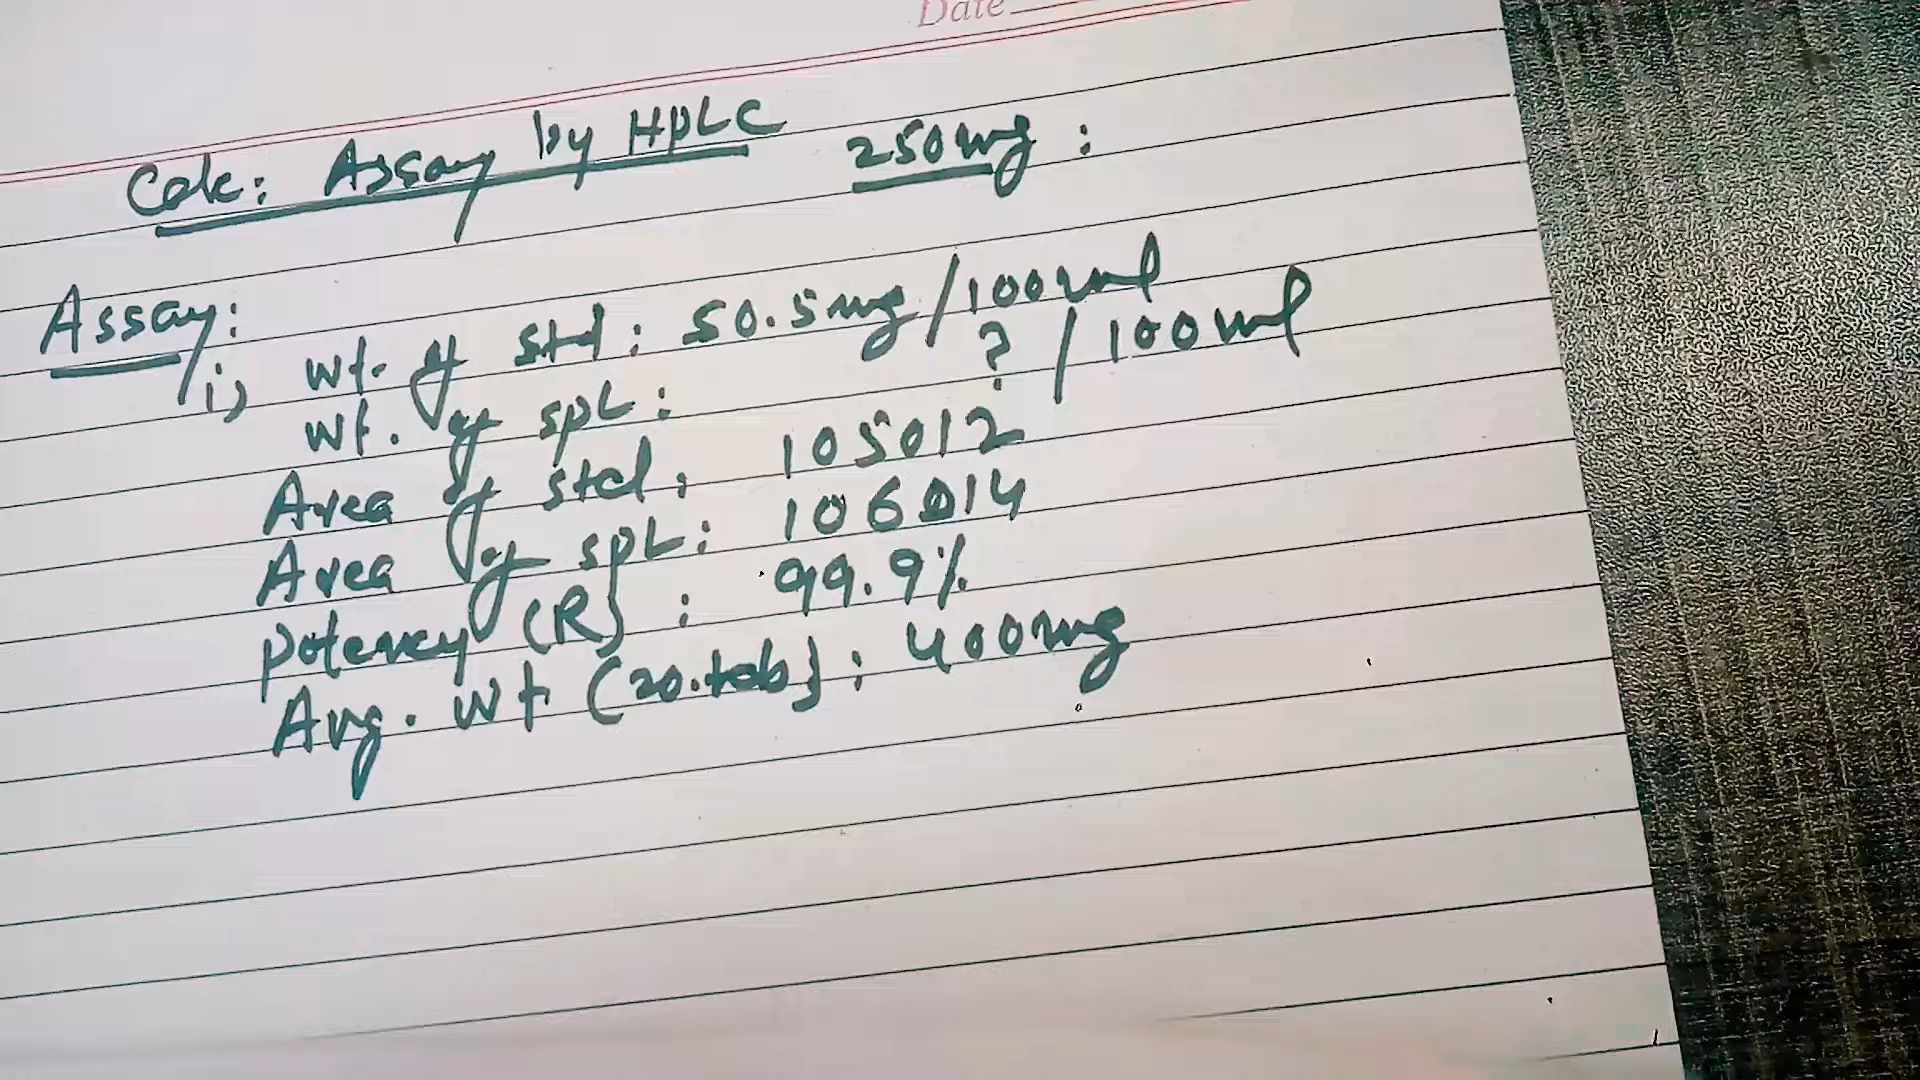 Date
Calc: Assay by HPLC 250mg:
Assay:
i) wt. of std: 50.5mg/100ml
wt. of spL: ?/100ml
Area of std: 105012
Area of spL: 106014
potency (R): 99.9%
Avg. wt (20.tab): 400mg